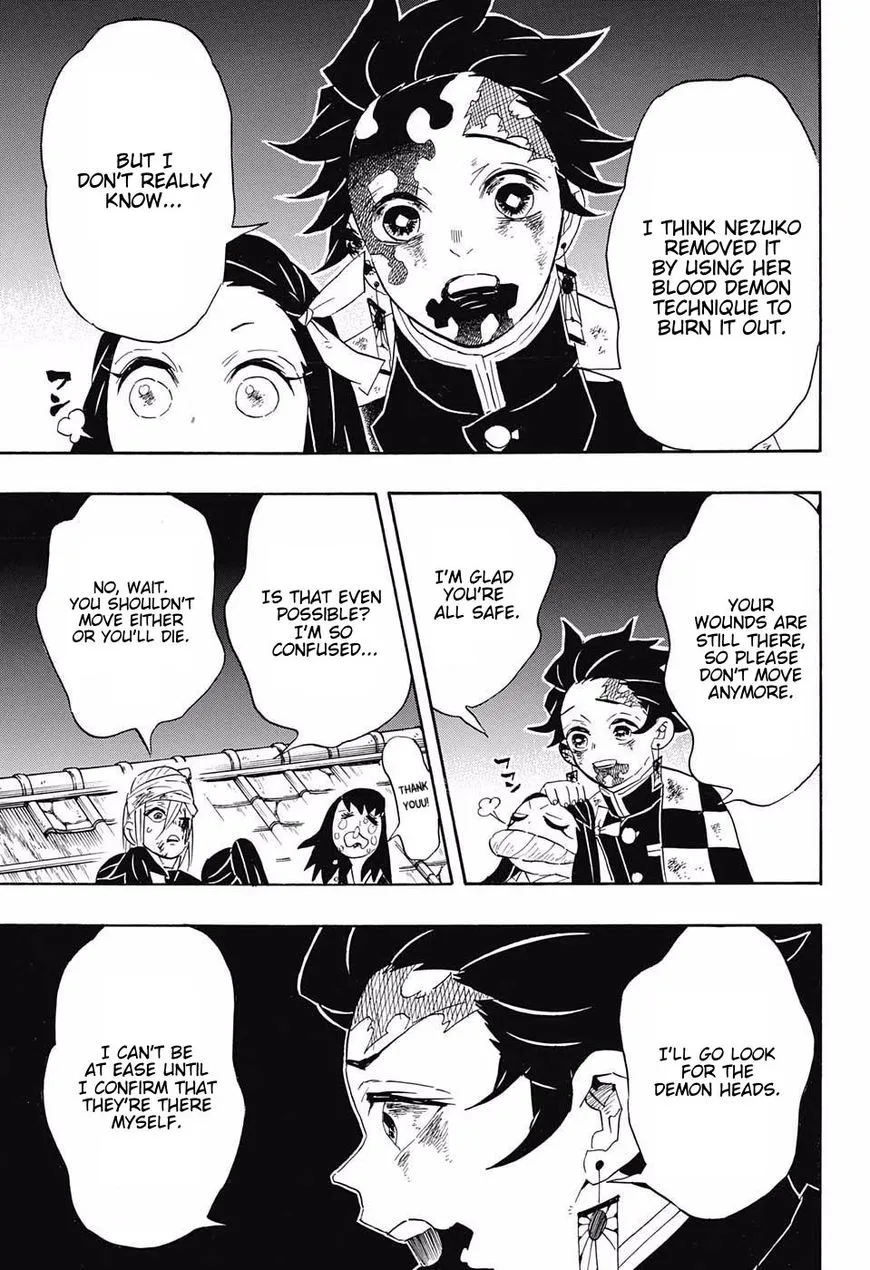 I THINK NEZUKO
REMOVED IT
BY USING HER
BLOOD DEMON
TECHNIQUE TO
BURN IT OUT.
BUT I
DON'T REALLY
KNOW...
YOUR
WOUNDS ARE
STILL THERE,
SO PLEASE
DON'T MOVE
ANYMORE.
I'M GLAD
YOU'RE
ALL SAFE.
THANK
YOUU!
IS THAT EVEN
POSSIBLE?
I'M SO
CONFUSED...
NO, WAIT.
YOU SHOULDN'T
MOVE EITHER
OR YOU'LL DIE.
I'LL GO LOOK
FOR THE
DEMON HEADS.
I CAN'T BE
AT EASE UNTIL
I CONFIRM THAT
THEY'RE THERE
MYSELF.